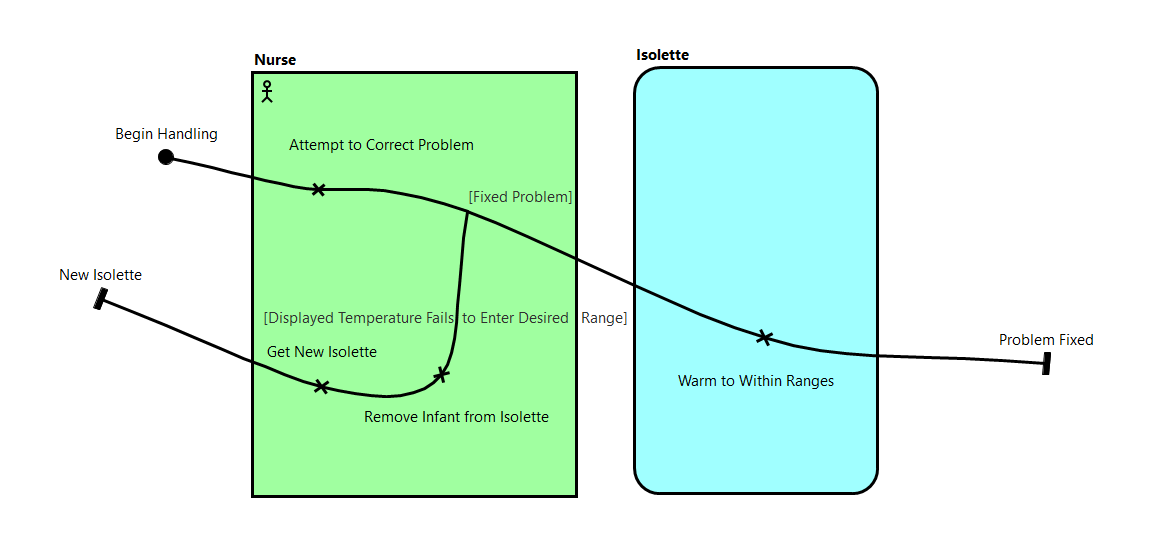 Nurse
Isolette
Begin Handling
Attempt to Correct Problem
[Fixed Problem]
New Isolette
[Displayed Temperature Fails to Enter Desired Range]
Get New Isolette
Problem Fixed
Warm to Within Ranges
Remove Infant from Isolette